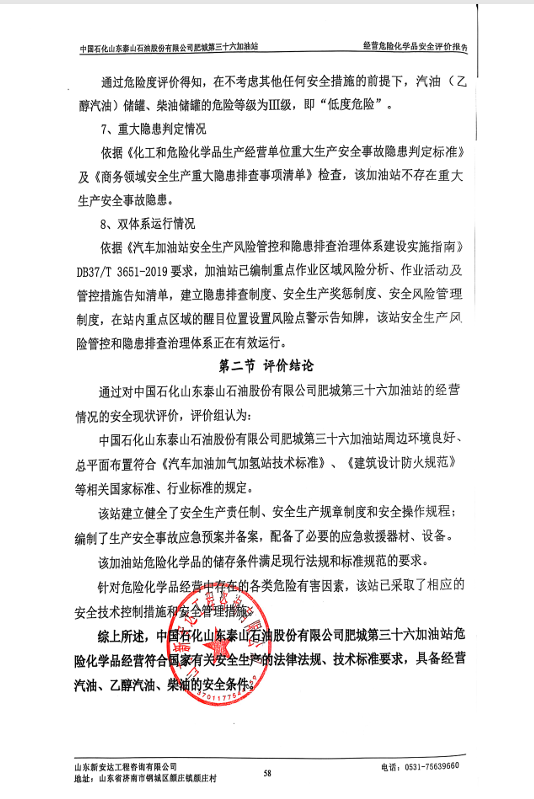 中国石化山东泰山石油股份有限公司肥城第三十六加油站 经营危险化学品安全评价报告
通过危险度评价得知，在不考虑其他任何安全措施的前提下，汽油（乙
醇汽油）储罐、柴油储罐的危险等级为Ⅲ级，即“低度危险”。
7、重大隐患判定情况
依据《化工和危险化学品生产经营单位重大生产安全事故隐患判定标准》
及《商务领域安全生产重大隐患排查事项清单》检查，该加油站不存在重大
生产安全事故隐患。
8、双体系运行情况
依据《汽车加油站安全生产风险管控和隐患排查治理体系建设实施指南》
DB37/T 3651-2019 要求，加油站已编制重点作业区域风险分析、作业活动及
管控措施告知清单，建立隐患排查制度、安全生产奖惩制度、安全风险管理
制度，在站内重点区域的醒目位置设置风险点警示告知牌，该站安全生产风
险管控和隐患排查治理体系正在有效运行。
第二节 评价结论
通过对中国石化山东泰山石油股份有限公司肥城第三十六加油站的经营
情况的安全现状评价，评价组认为：
中国石化山东泰山石油股份有限公司肥城第三十六加油站周边环境良好、
总平面布置符合《汽车加油加气加氢站技术标准》、《建筑设计防火规范》
等相关国家标准、行业标准的规定。
该站建立健全了安全生产责任制、安全生产规章制度和安全操作规程；
编制了生产安全事故应急预案并备案，配备了必要的应急救援器材、设备。
该加油站危险化学品的储存条件满足现行法规和标准规范的要求。
针对危险化学品经营中存在的各类危险有害因素，该站已采取了相应的
安全技术控制措施和安全管理措施。
综上所述，中国石化山东泰山石油股份有限公司肥城第三十六加油站危
险化学品经营符合国家有关安全生产的法律法规、技术标准要求，具备经营
汽油、乙醇汽油、柴油的安全条件。
山东新安达工程咨询有限公司 电话：0531-75639660
地址：山东省济南市钢城区颜庄镇颜庄村
58